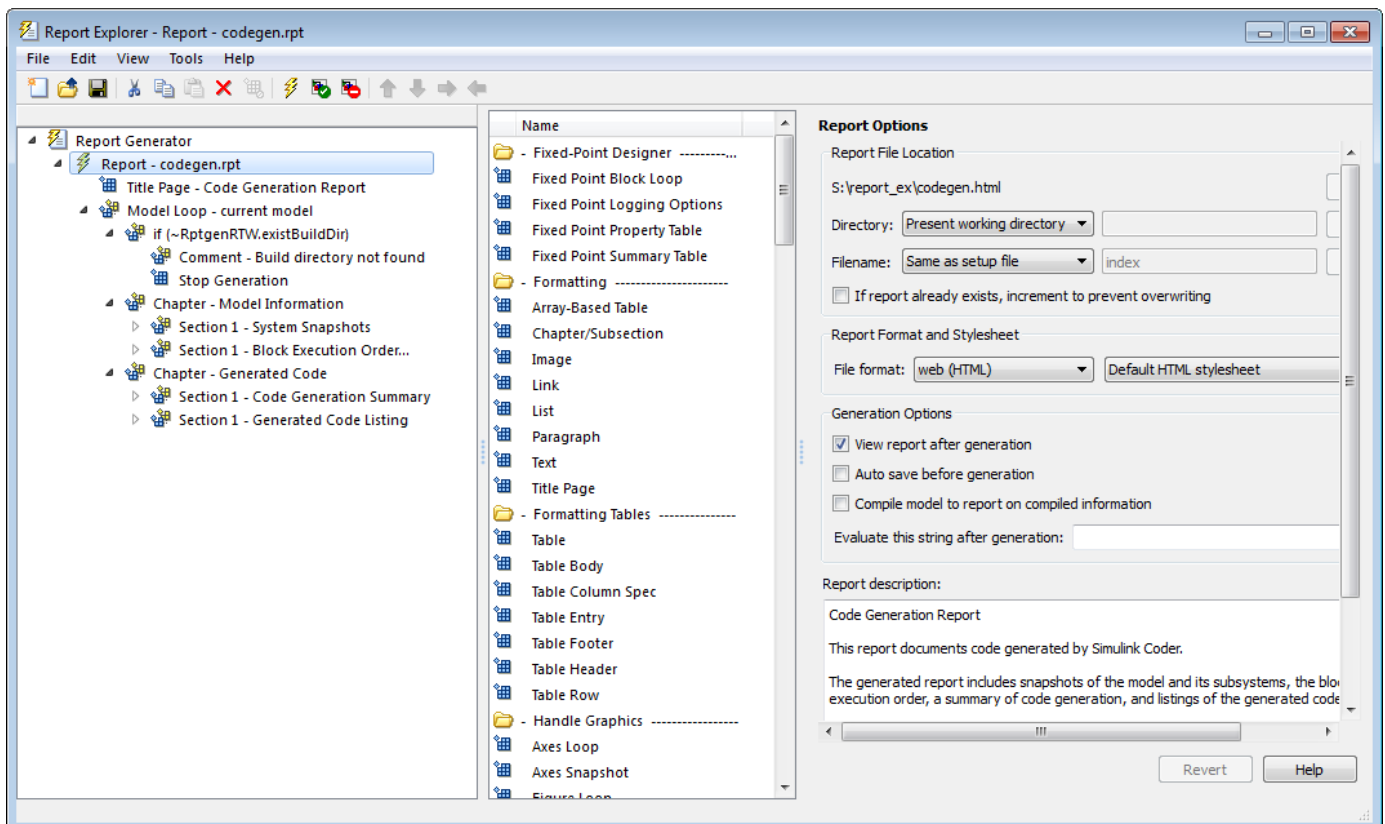 Report Explorer - Report - codegen.rpt
File Edit View Tools Help
Report Generator
Report - codegen.rpt
Title Page - Code Generation Report
Model Loop - current model
if (~RptgenRTW.existBuildDir)
Comment - Build directory not found
Stop Generation
Chapter - Model Information
Section 1 - System Snapshots
Section 1 - Block Execution Order...
Chapter - Generated Code
Section 1 - Code Generation Summary
Section 1 - Generated Code Listing
Name
- Fixed-Point Designer ---------...
Fixed Point Block Loop
Fixed Point Logging Options
Fixed Point Property Table
Fixed Point Summary Table
- Formatting ----------------------
Array-Based Table
Chapter/Subsection
Image
Link
List
Paragraph
Text
Title Page
- Formatting Tables ---------------
Table
Table Body
Table Column Spec
Table Entry
Table Footer
Table Header
Table Row
- Handle Graphics -----------------
Axes Loop
Axes Snapshot
Figure Loop
Report Options
Report File Location
S:\report_ex\codegen.html
Directory: Present working directory
Filename: Same as setup file index
If report already exists, increment to prevent overwriting
Report Format and Stylesheet
File format: web (HTML) Default HTML stylesheet
Generation Options
View report after generation
Auto save before generation
Compile model to report on compiled information
Evaluate this string after generation:
Report description:
Code Generation Report
This report documents code generated by Simulink Coder.
The generated report includes snapshots of the model and its subsystems, the
execution order, a summary of code generation, and listings of the generated code
Revert Help